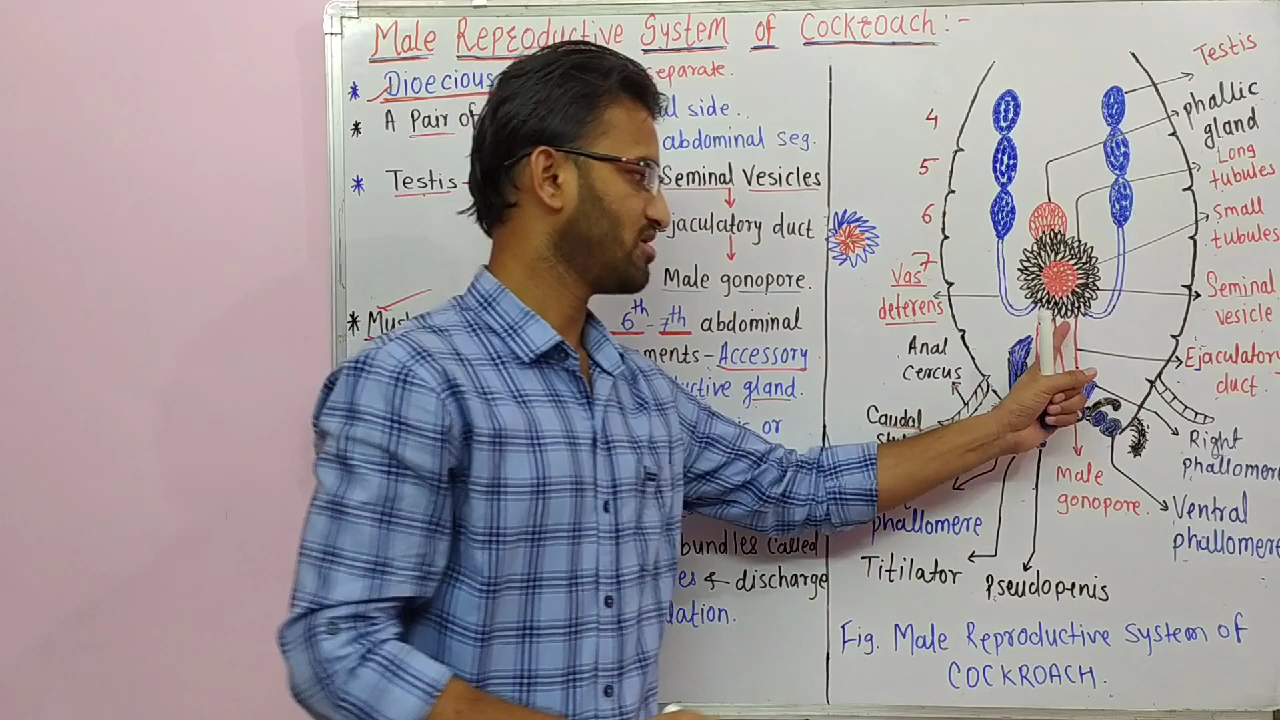 Male Reproductive System of Cockroach:-
* Dioecious separate.
* A Pair of al side.
abdominal seg.
* Testis Seminal Vesicles
↓
Ejaculatory duct
↓
Male gonopore.
* Mus 6th-7th abdominal
ments-Accessory
uctive gland.
or
bundles called
es & discharge
lation.
4
5
6
7
Testis
phallic
gland
Long
tubules
Small
tubules
Vas
deferens
Seminal
vesicle
Anal
Cercus
Ejaculatory
duct.
Caudal
Right
phallomere
Male
gonopore.
Ventral
phallomere
phallomere
Titilator
Pseudopenis
Fig. Male Reproductive System of
COCKROACH.